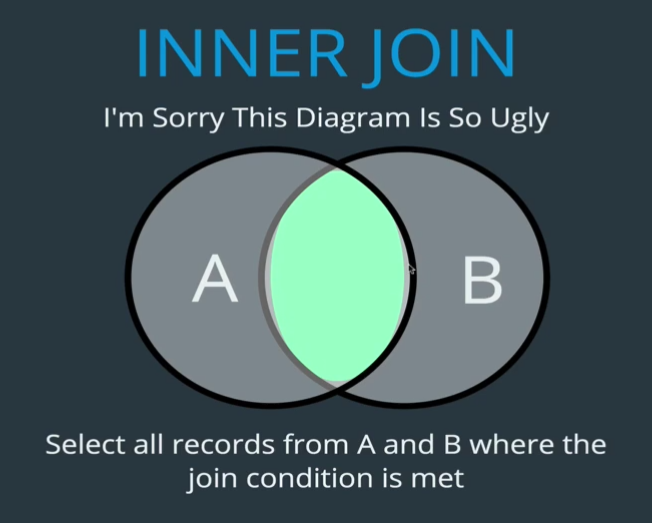 INNER JOIN
I'm Sorry This Diagram Is So Ugly
A
B
Select all records from A and B where the
join condition is met